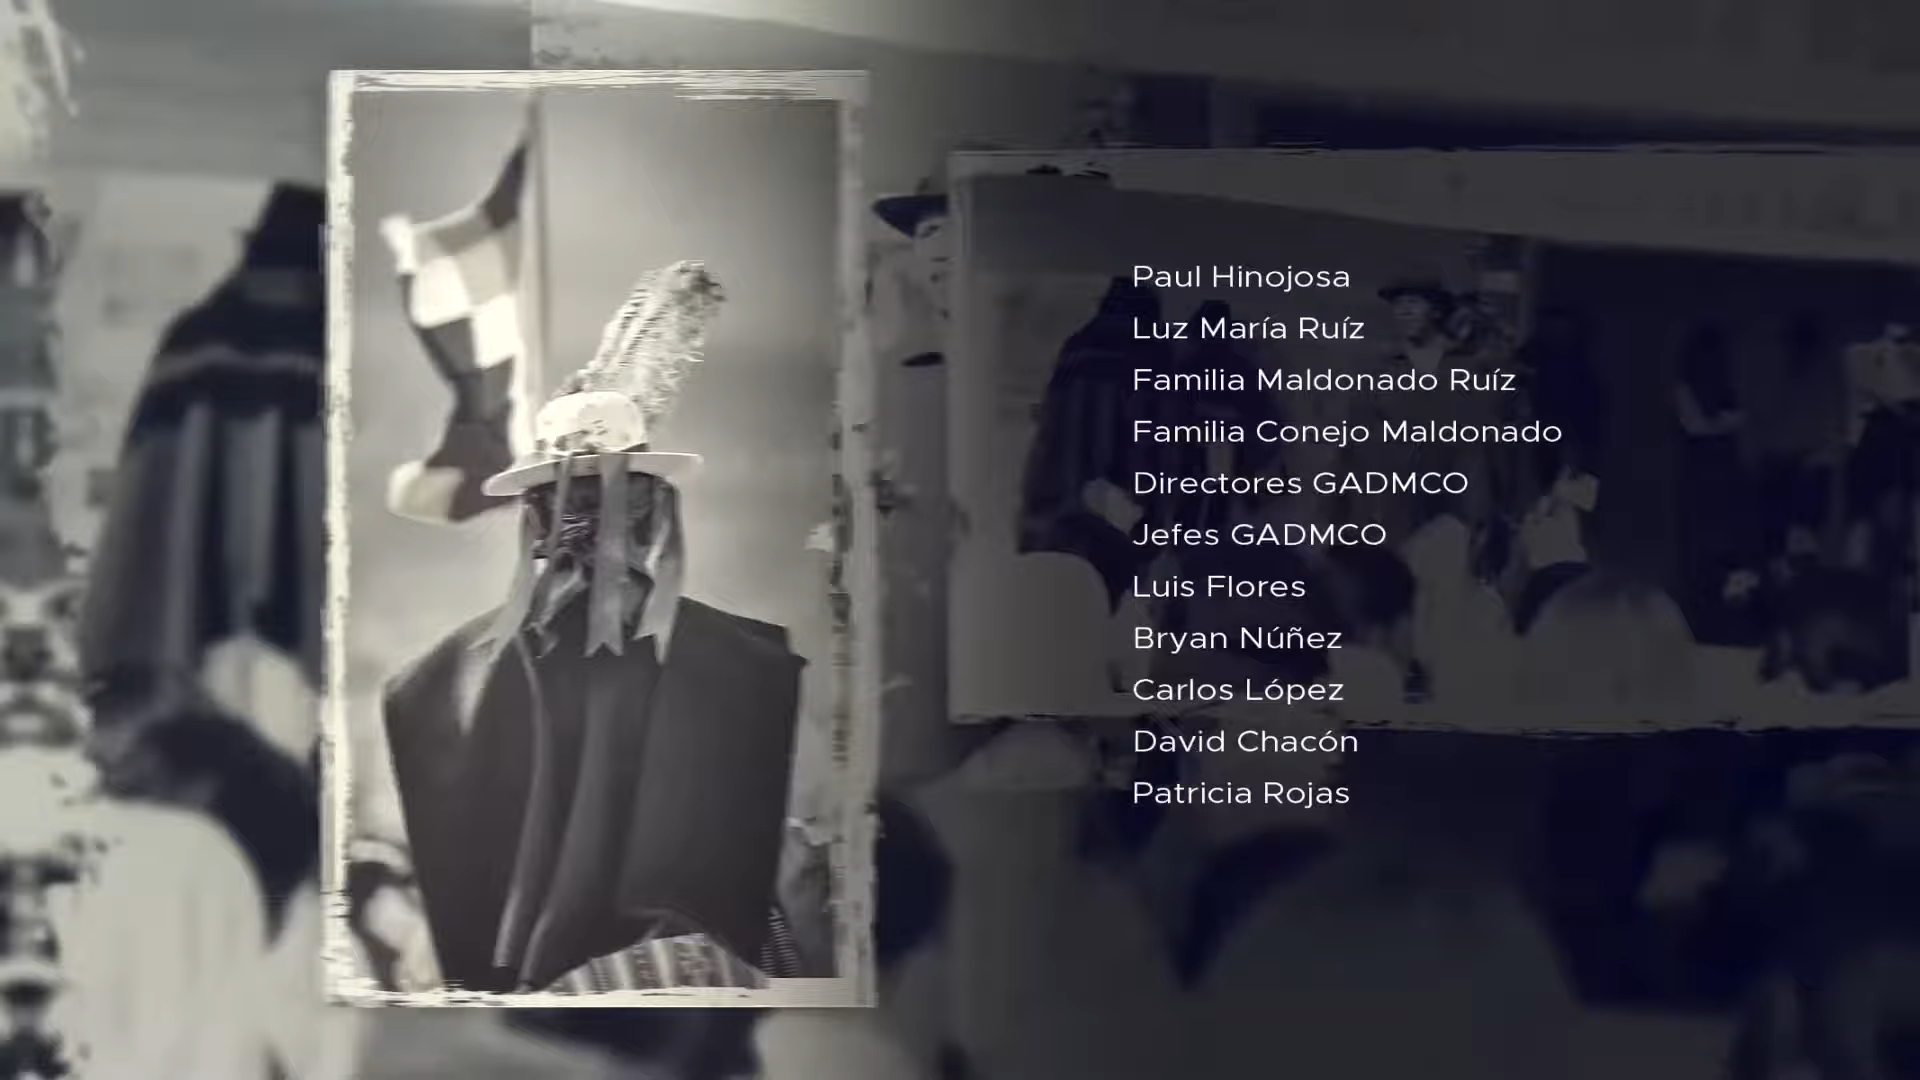 Paul Hinojosa
Luz María Ruíz
Familia Maldonado Ruíz
Familia Conejo Maldonado
Directores GADMCO
Jefes GADMCO
Luis Flores
Bryan Núñez
Carlos López
David Chacón
Patricia Rojas